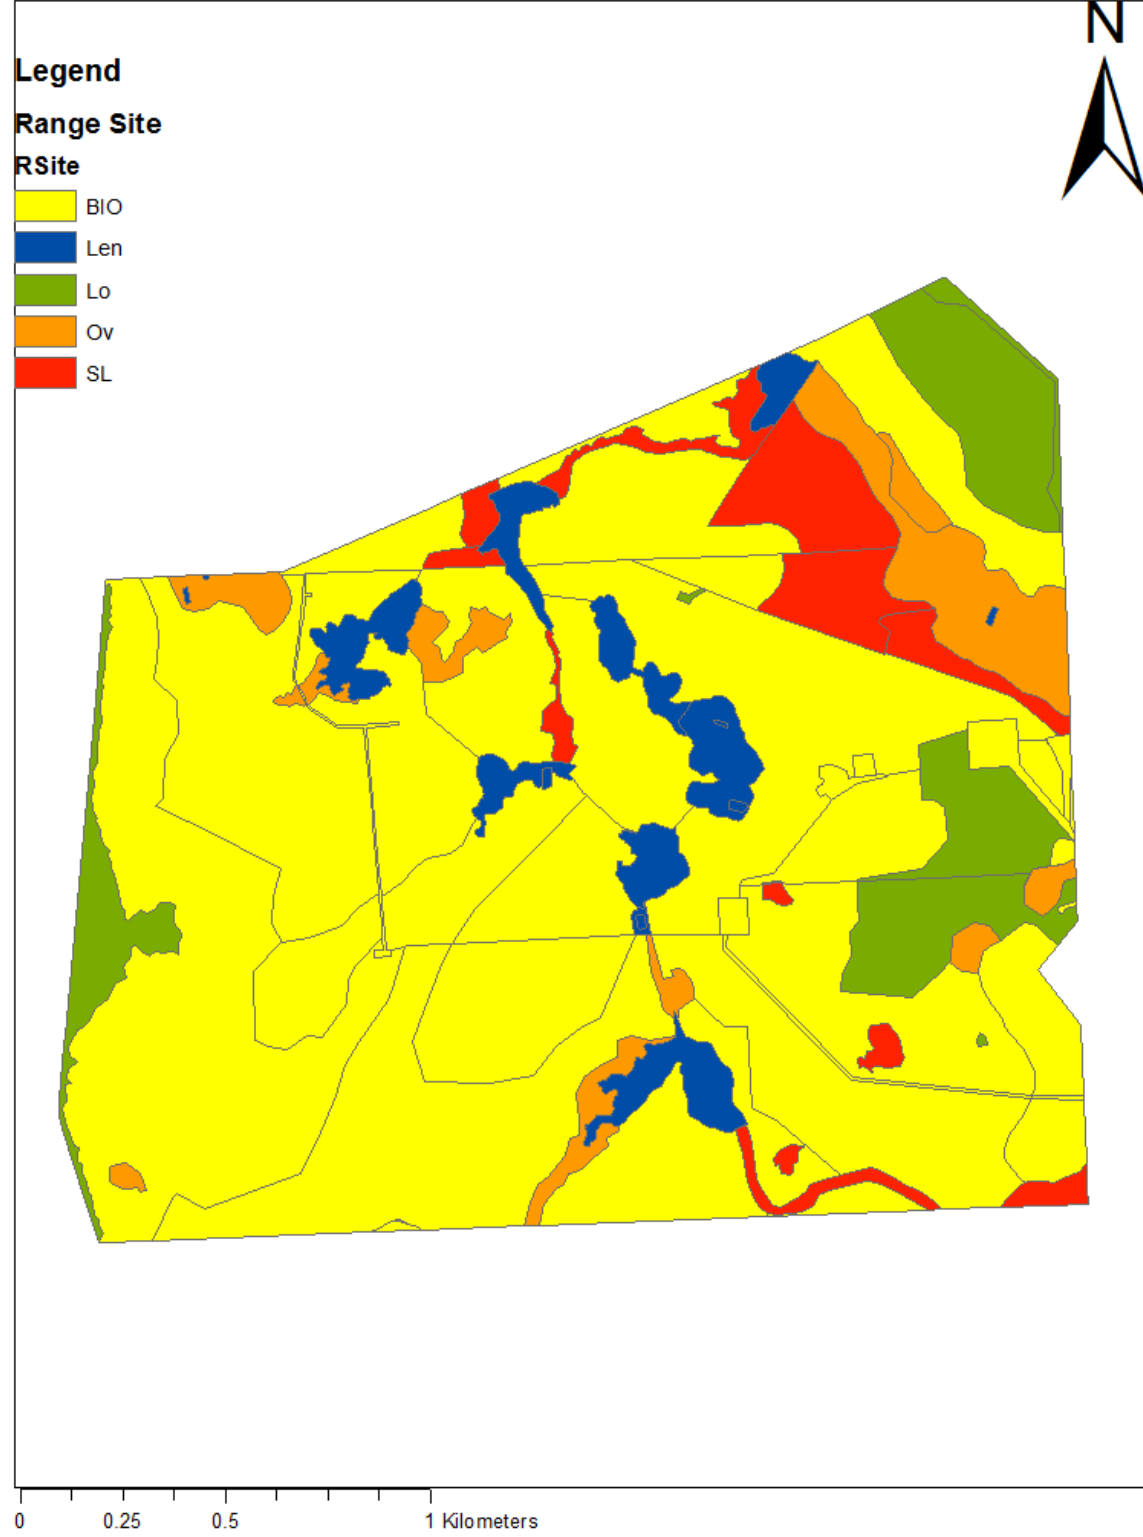 N
Legend
Range Site
RSite
BIO
Len
Lo
Ov
SL
0 0.25 0.5 1 Kilometers